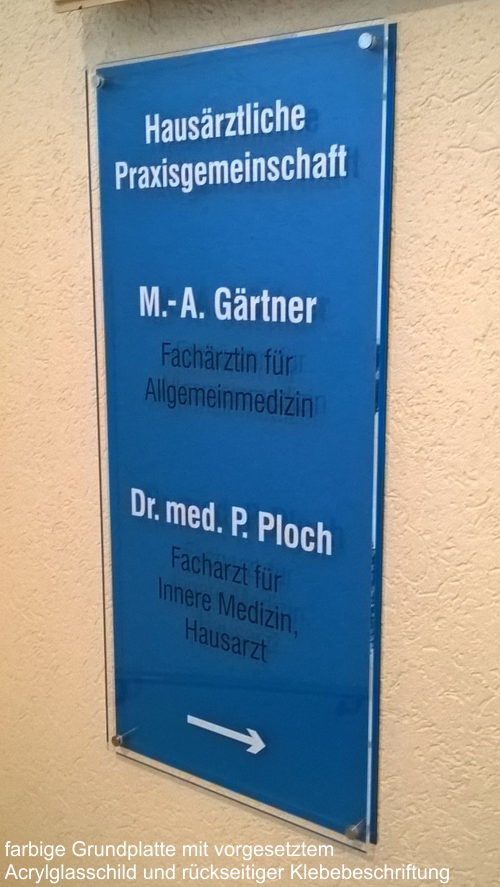 Hausärztliche
Praxisgemeinschaft
M.-A. Gärtner
Fachärztin für
Allgemeinmedizin
Dr. med. P. Ploch
Facharzt für
Innere Medizin,
Hausarzt
farbige Grundplatte mit vorgesetztem
Acrylglasschild und rückseitiger Klebebeschriftung